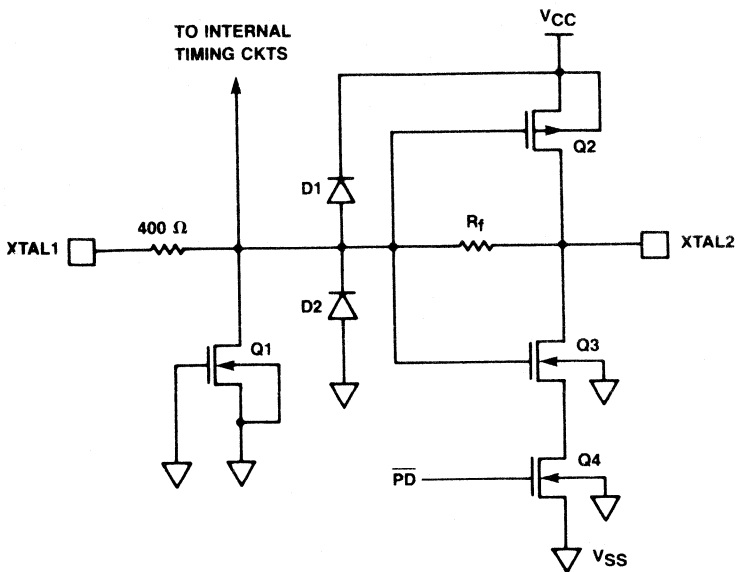 TO INTERNAL
TIMING CKTS
VCC
Q2
D1
400 Ω
Rf
XTAL1
XTAL2
D2
Q1
Q3
Q4
PD
VSS